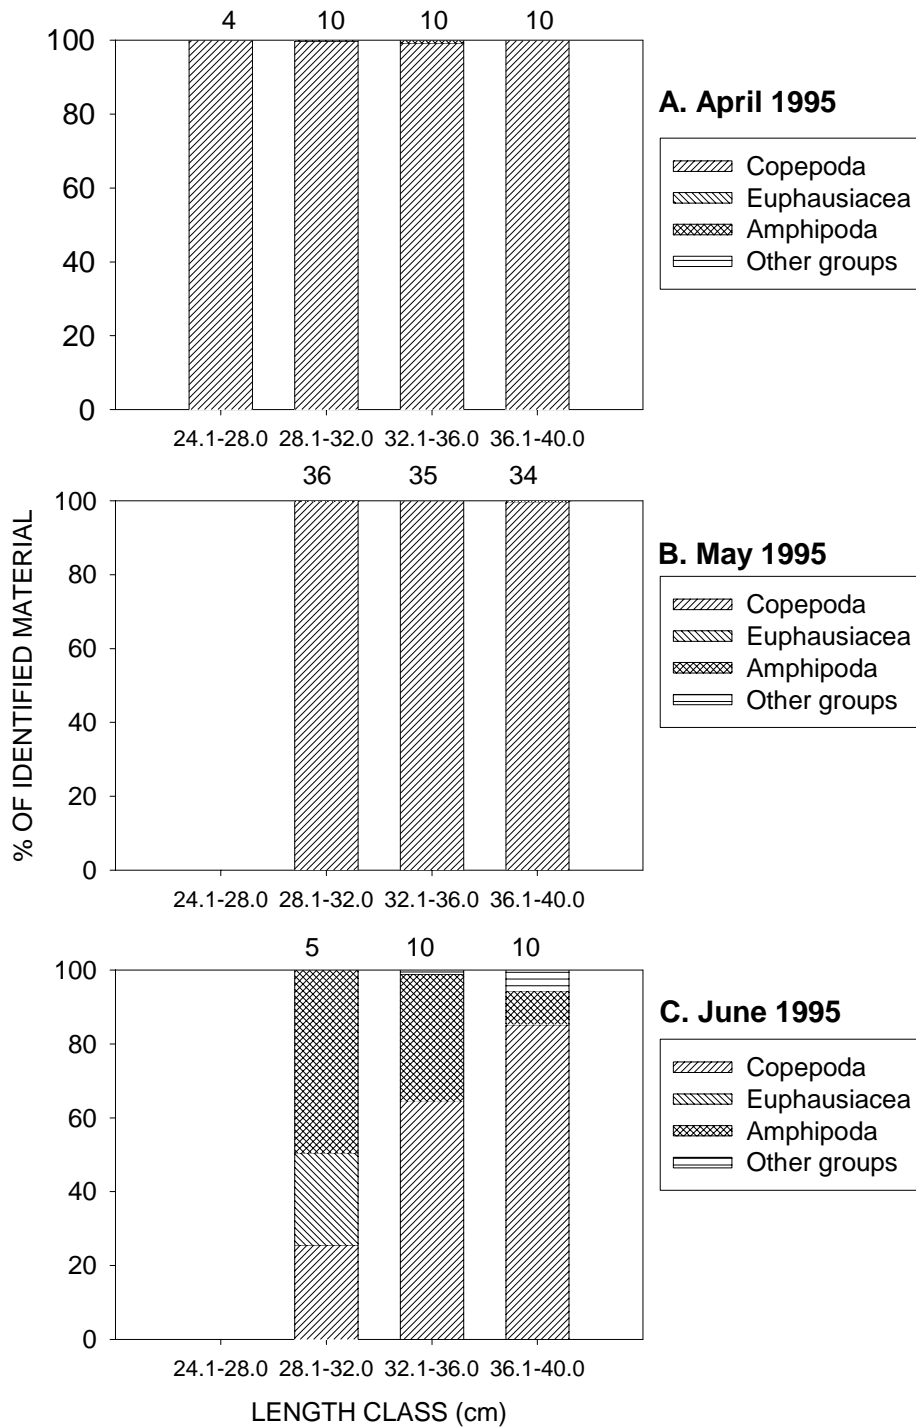 4 10 10 10
100
80
60
40
20
0
24.1-28.0 28.1-32.0 32.1-36.0 36.1-40.0
A. April 1995
Copepoda
Euphausiacea
Amphipoda
Other groups
36 35 34
100
80
60
40
20
0
24.1-28.0 28.1-32.0 32.1-36.0 36.1-40.0
B. May 1995
Copepoda
Euphausiacea
Amphipoda
Other groups
% OF IDENTIFIED MATERIAL
5 10 10
100
80
60
40
20
0
24.1-28.0 28.1-32.0 32.1-36.0 36.1-40.0
C. June 1995
Copepoda
Euphausiacea
Amphipoda
Other groups
LENGTH CLASS (cm)